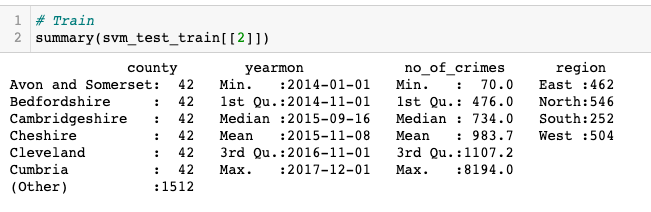 1 # Train
2 summary(svm_test_train[[2]])
county yearmon no_of_crimes region
Avon and Somerset: 42 Min. :2014-01-01 Min. : 70.0 East :462
Bedfordshire : 42 1st Qu.:2014-11-01 1st Qu.: 476.0 North:546
Cambridgeshire : 42 Median :2015-09-16 Median : 734.0 South:252
Cheshire : 42 Mean :2015-11-08 Mean : 983.7 West :504
Cleveland : 42 3rd Qu.:2016-11-01 3rd Qu.:1107.2
Cumbria : 42 Max. :2017-12-01 Max. :8194.0
(Other) :1512